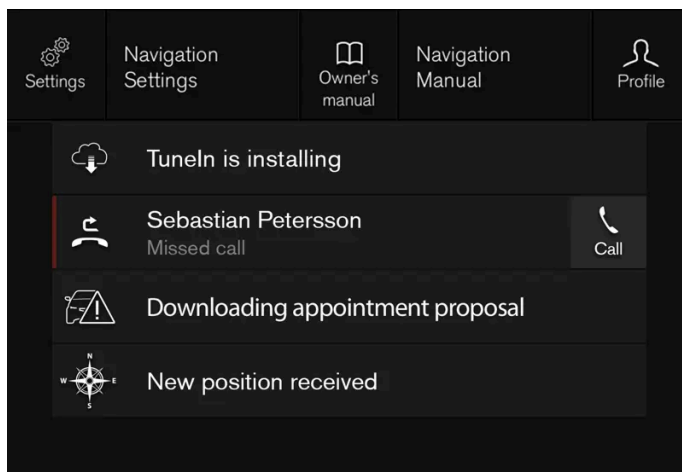 Settings
Navigation
Settings
Owner's
manual
Navigation
Manual
Profile
TuneIn is installing
Sebastian Petersson
Missed call
Call
Downloading appointment proposal
N
W E
S
New position received